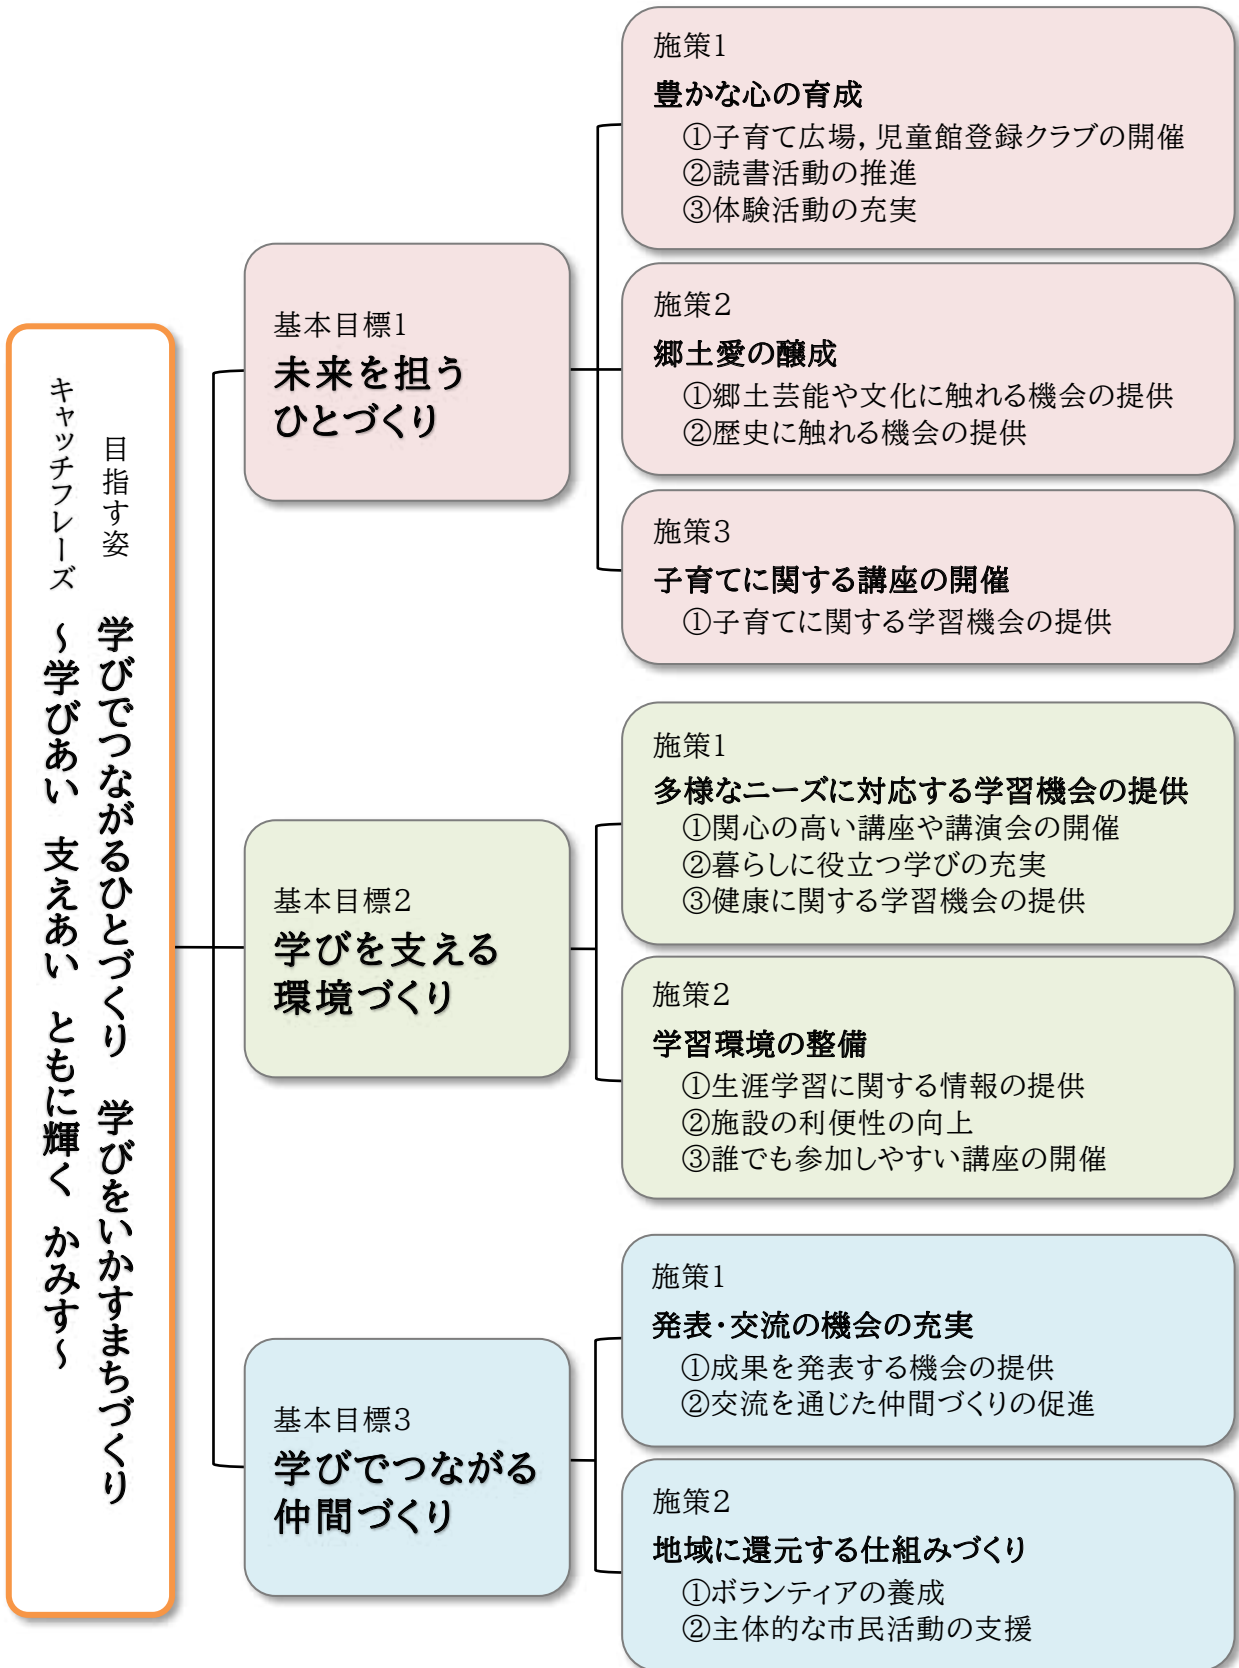 目指す姿　学びでつながるひとづくり　学びをいかすまちづくり
キャッチフレーズ　～学びあい　支えあい　ともに輝く　かみす～
基本目標1
未来を担う
ひとづくり
施策1
豊かな心の育成
①子育て広場，児童館登録クラブの開催
②読書活動の推進
③体験活動の充実
施策2
郷土愛の醸成
①郷土芸能や文化に触れる機会の提供
②歴史に触れる機会の提供
施策3
子育てに関する講座の開催
①子育てに関する学習機会の提供
基本目標2
学びを支える
環境づくり
施策1
多様なニーズに対応する学習機会の提供
①関心の高い講座や講演会の開催
②暮らしに役立つ学びの充実
③健康に関する学習機会の提供
施策2
学習環境の整備
①生涯学習に関する情報の提供
②施設の利便性の向上
③誰でも参加しやすい講座の開催
基本目標3
学びでつながる
仲間づくり
施策1
発表・交流の機会の充実
①成果を発表する機会の提供
②交流を通じた仲間づくりの促進
施策2
地域に還元する仕組みづくり
①ボランティアの養成
②主体的な市民活動の支援